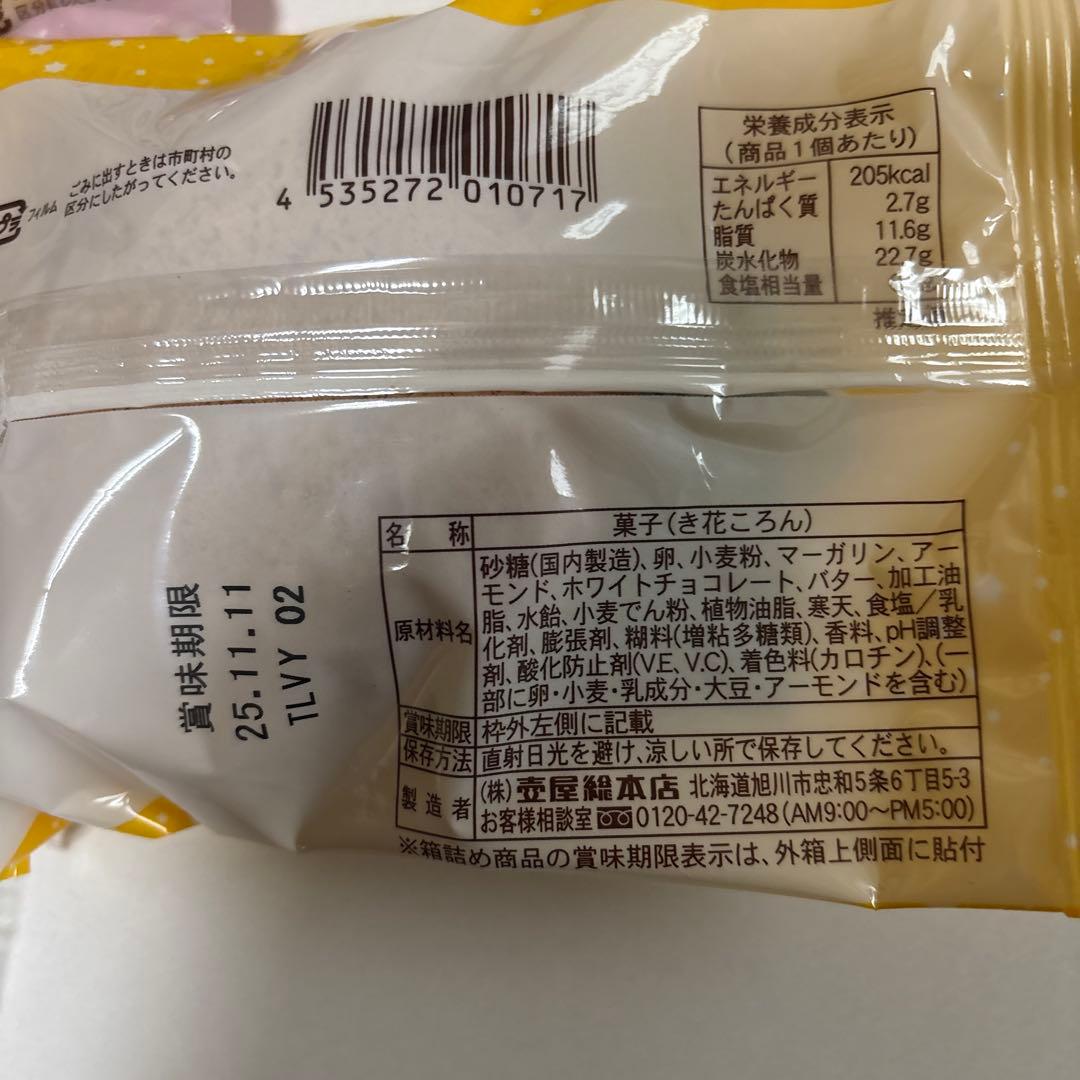 ごみに出すときは市町村の
区分にしたがってください。
プラ
フィルム
4 535272 010717
栄養成分表示
(商品1個あたり)
エネルギー 205kcal
たんぱく質 2.7g
脂質 11.6g
炭水化物 22.7g
食塩相当量
名称 菓子(き花ころん)
原材料名
砂糖(国内製造)、卵、小麦粉、マーガリン、アー
モンド、ホワイトチョコレート、バター、加工油
脂、水飴、小麦でん粉、植物油脂、寒天、食塩／乳
化剤、膨張剤、糊料(増粘多糖類)、香料、pH調整
剤、酸化防止剤(V.E、V.C)、着色料(カロチン)、(一
部に卵・小麦・乳成分・大豆・アーモンドを含む)
賞味期限 枠外左側に記載
保存方法 直射日光を避け、涼しい所で保存してください。
製造者
(株)壺屋総本店 北海道旭川市忠和5条6丁目5-3
お客様相談室 0120-42-7248(AM9:00〜PM5:00)
※箱詰め商品の賞味期限表示は、外箱上側面に貼付
賞味期限
25.11.11
TLVY 02